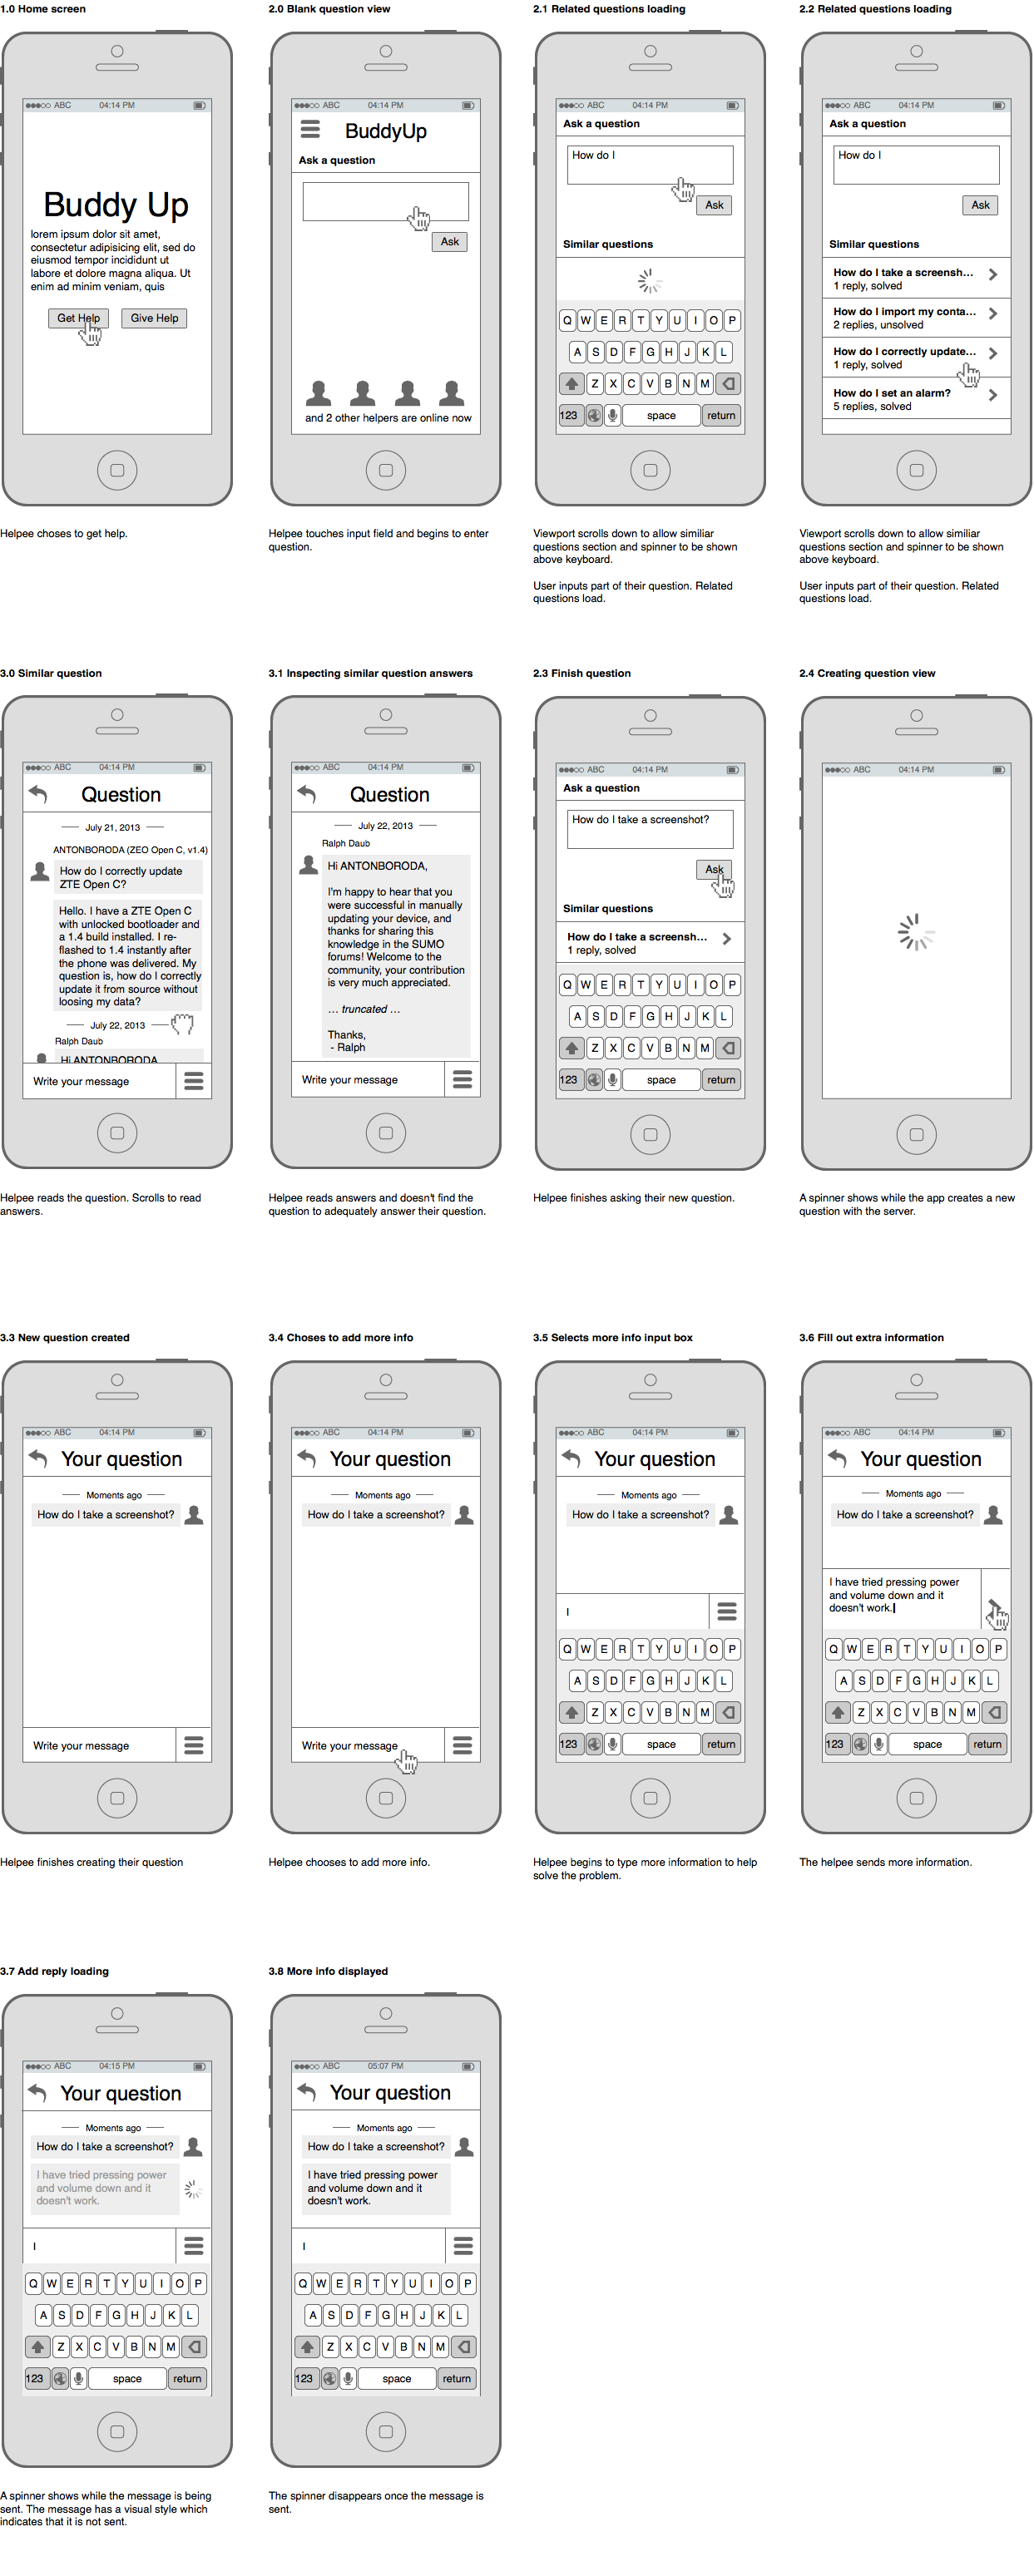 1.0 Home screen
ABC 04:14 PM
Buddy Up
lorem ipsum dolor sit amet,
consectetur adipisicing elit, sed do
eiusmod tempor incididunt ut
labore et dolore magna aliqua. Ut
enim ad minim veniam, quis
Get Help Give Help
Helpee choses to get help.
2.0 Blank question view
ABC 04:14 PM
BuddyUp
Ask a question
Ask
and 2 other helpers are online now
Helpee touches input field and begins to enter
question.
2.1 Related questions loading
ABC 04:14 PM
Ask a question
How do I
Ask
Similar questions
Q W E R T Y U I O P
A S D F G H J K L
Z X C V B N M
123 space return
Viewport scrolls down to allow similiar
questions section and spinner to be shown
above keyboard.
User inputs part of their question. Related
questions load.
2.2 Related questions loading
ABC 04:14 PM
Ask a question
How do I
Ask
Similar questions
How do I take a screensh...
1 reply, solved
How do I import my conta...
2 replies, unsolved
How do I correctly update...
1 reply, solved
How do I set an alarm?
5 replies, solved
Viewport scrolls down to allow similiar
questions section and spinner to be shown
above keyboard.
User inputs part of their question. Related
questions load.
3.0 Similar question
ABC 04:14 PM
Question
July 21, 2013
ANTONBORODA (ZEO Open C, v1.4)
How do I correctly update
ZTE Open C?
Hello. I have a ZTE Open C
with unlocked bootloader and
a 1.4 build installed. I re-
flashed to 1.4 instantly after
the phone was delivered. My
question is, how do I correctly
update it from source without
loosing my data?
July 22, 2013
Ralph Daub
Hi ANTONBORODA
Write your message
Helpee reads the question. Scrolls to read
answers.
3.1 Inspecting similar question answers
ABC 04:14 PM
Question
July 22, 2013
Ralph Daub
Hi ANTONBORODA,
I'm happy to hear that you
were successful in manually
updating your device, and
thanks for sharing this
knowledge in the SUMO
forums! Welcome to the
community, your contribution
is very much appreciated.
... truncated ...
Thanks,
- Ralph
Write your message
Helpee reads answers and doesn't find the
question to adequately answer their question.
2.3 Finish question
ABC 04:14 PM
Ask a question
How do I take a screenshot?
Ask
Similar questions
How do I take a screensh...
1 reply, solved
Q W E R T Y U I O P
A S D F G H J K L
Z X C V B N M
123 space return
Helpee finishes asking their new question.
2.4 Creating question view
ABC 04:14 PM
A spinner shows while the app creates a new
question with the server.
3.3 New question created
ABC 04:14 PM
Your question
Moments ago
How do I take a screenshot?
Write your message
Helpee finishes creating their question
3.4 Choses to add more info
ABC 04:14 PM
Your question
Moments ago
How do I take a screenshot?
Write your message
Helpee chooses to add more info.
3.5 Selects more info input box
ABC 04:14 PM
Your question
Moments ago
How do I take a screenshot?
I
Q W E R T Y U I O P
A S D F G H J K L
Z X C V B N M
123 space return
Helpee begins to type more information to help
solve the problem.
3.6 Fill out extra information
ABC 04:14 PM
Your question
Moments ago
How do I take a screenshot?
I have tried pressing power
and volume down and it
doesn't work.
Q W E R T Y U I O P
A S D F G H J K L
Z X C V B N M
123 space return
The helpee sends more information.
3.7 Add reply loading
ABC 04:15 PM
Your question
Moments ago
How do I take a screenshot?
I have tried pressing power
and volume down and it
doesn't work.
I
Q W E R T Y U I O P
A S D F G H J K L
Z X C V B N M
123 space return
A spinner shows while the message is being
sent. The message has a visual style which
indicates that it is not sent.
3.8 More info displayed
ABC 05:07 PM
Your question
Moments ago
How do I take a screenshot?
I have tried pressing power
and volume down and it
doesn't work.
I
Q W E R T Y U I O P
A S D F G H J K L
Z X C V B N M
123 space return
The spinner disappears once the message is
sent.